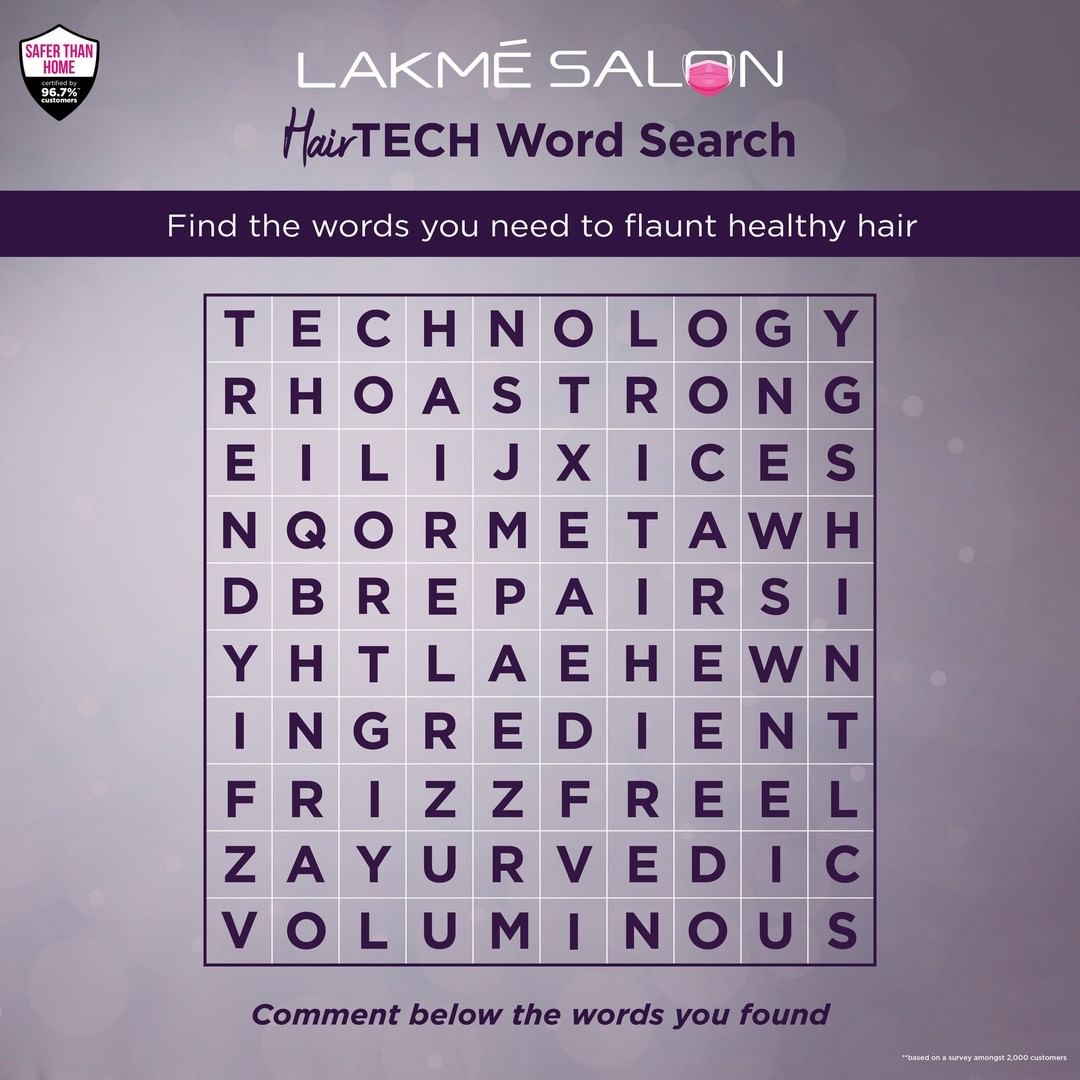 SAFER THAN
HOME
certified by
96.7%**
customers
LAKMÉ SALON
HairTECH Word Search
Find the words you need to flaunt healthy hair
T E C H N O L O G Y
R H O A S T R O N G
E I L I J X I C E S
N Q O R M E T A W H
D B R E P A I R S I
Y H T L A E H E W N
I N G R E D I E N T
F R I Z Z F R E E L
Z A Y U R V E D I C
V O L U M I N O U S
Comment below the words you found
**based on a survey amongst 2,000 customers